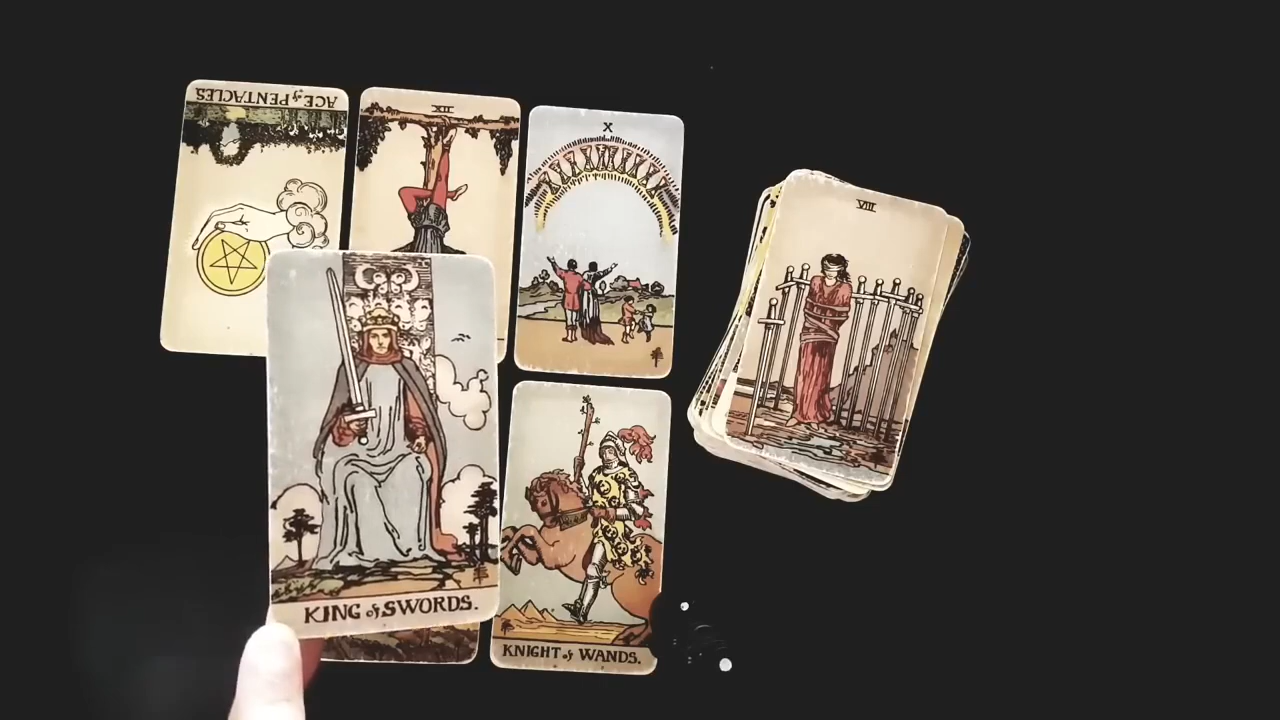 ACE of PENTACLES
XII
X
VIII
KING of SWORDS.
KNIGHT of WANDS.